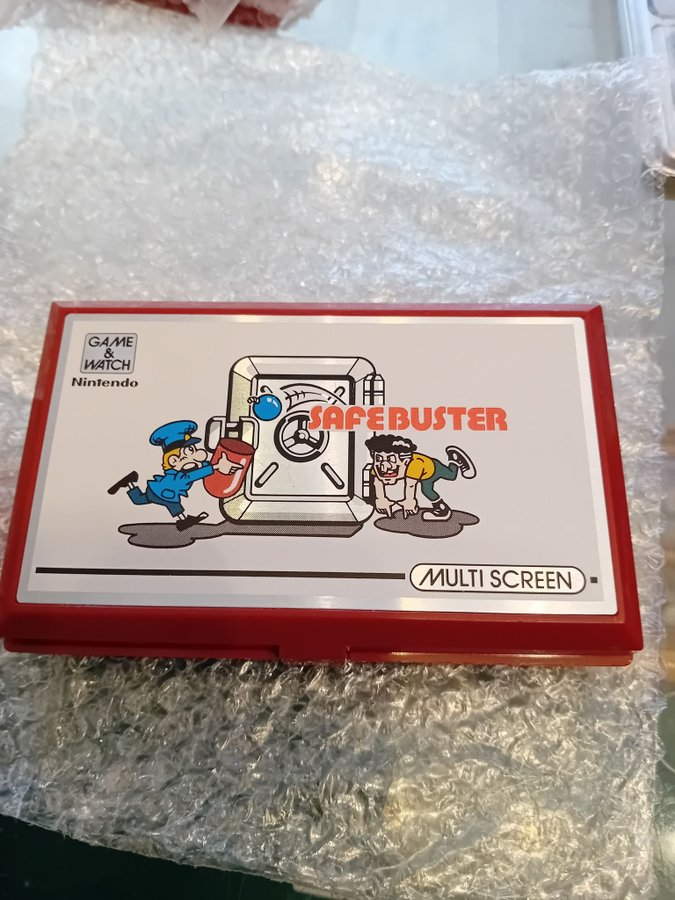 GAME
&
WATCH
Nintendo
SAFEBUSTER
MULTI SCREEN